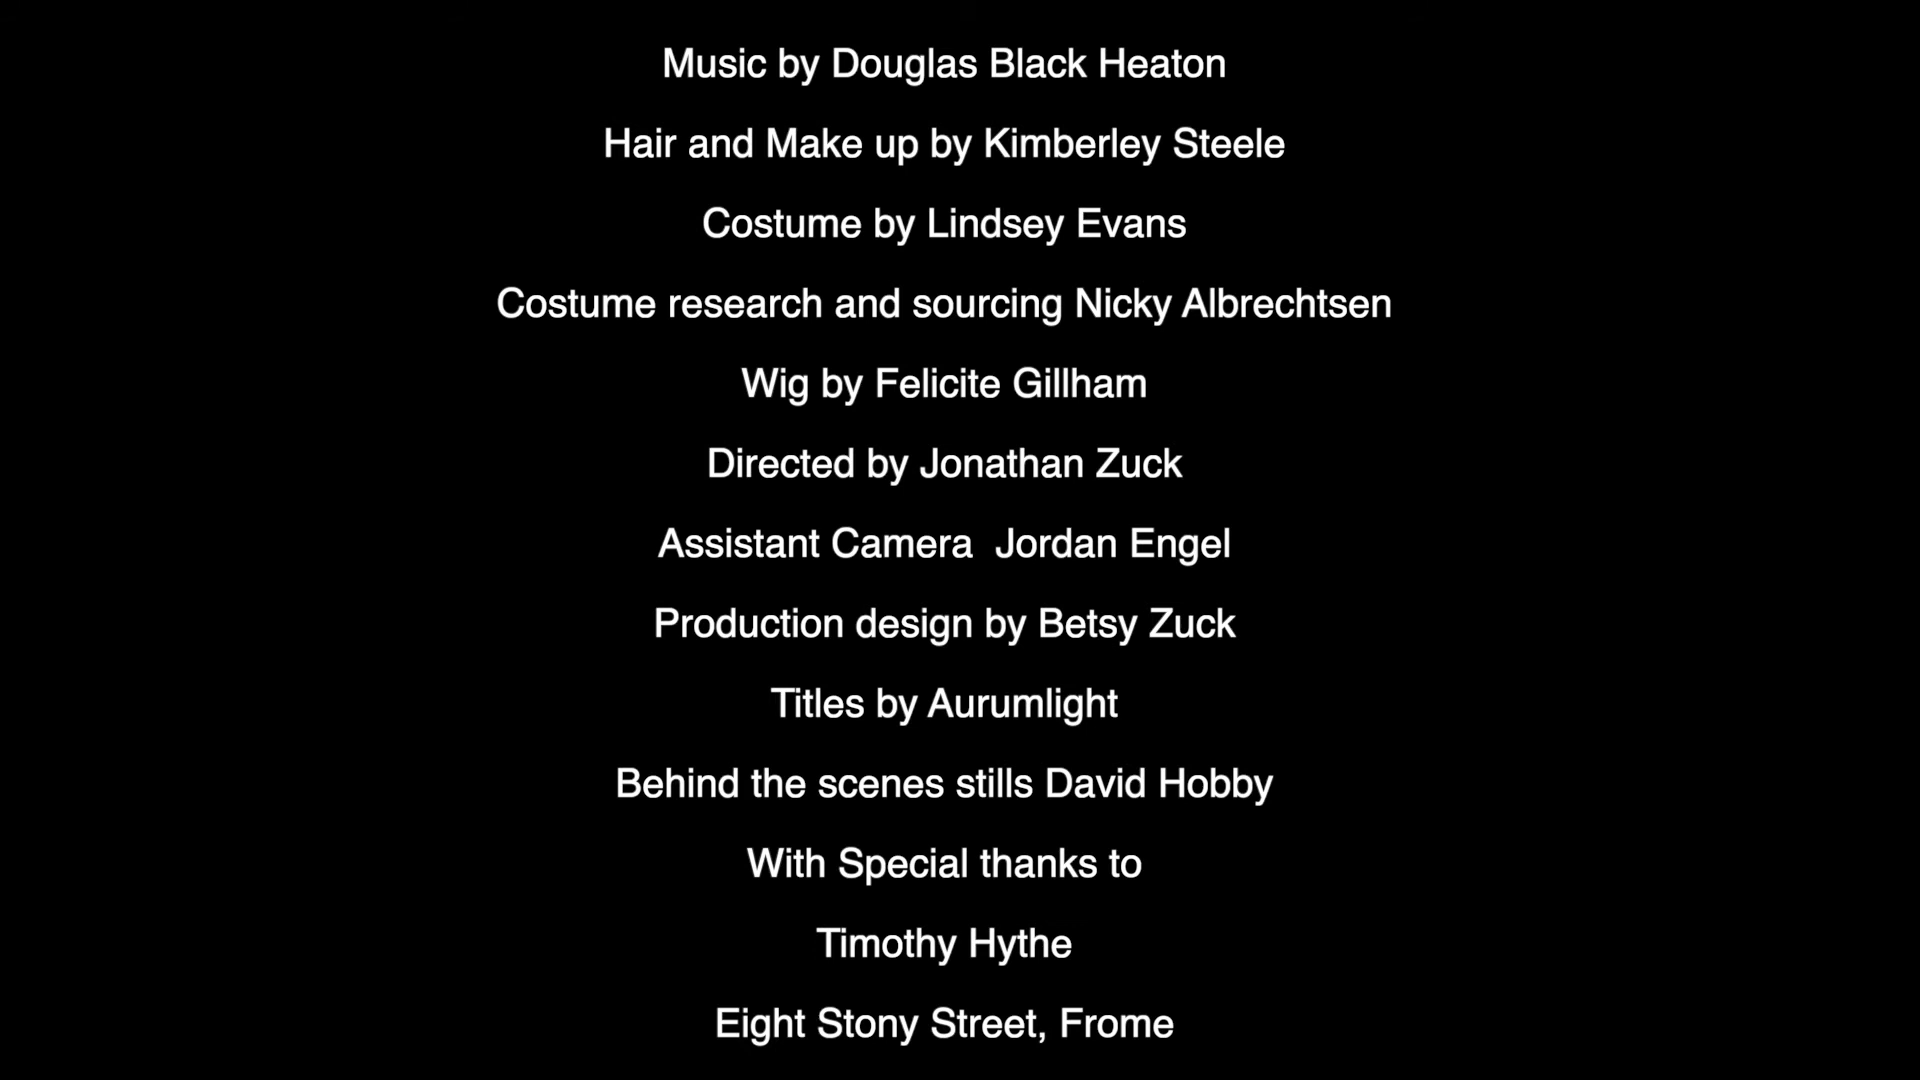 Music by Douglas Black Heaton
Hair and Make up by Kimberley Steele
Costume by Lindsey Evans
Costume research and sourcing Nicky Albrechtsen
Wig by Felicite Gillham
Directed by Jonathan Zuck
Assistant Camera  Jordan Engel
Production design by Betsy Zuck
Titles by Aurumlight
Behind the scenes stills David Hobby
With Special thanks to
Timothy Hythe
Eight Stony Street, Frome